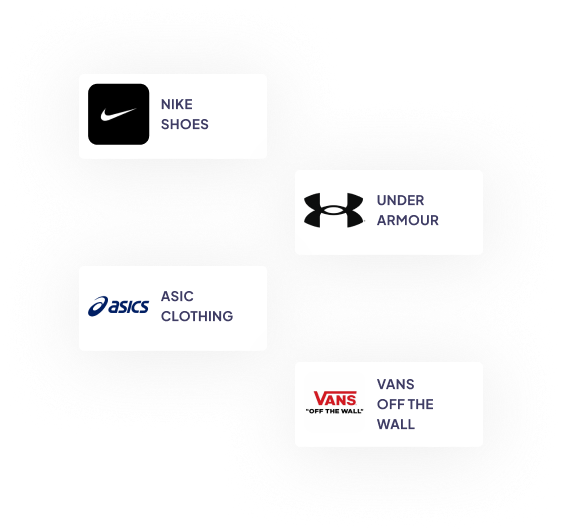 NIKE
SHOES
UNDER
ARMOUR
asics
ASIC
CLOTHING
VANS
"OFF THE WALL"
VANS
OFF THE
WALL